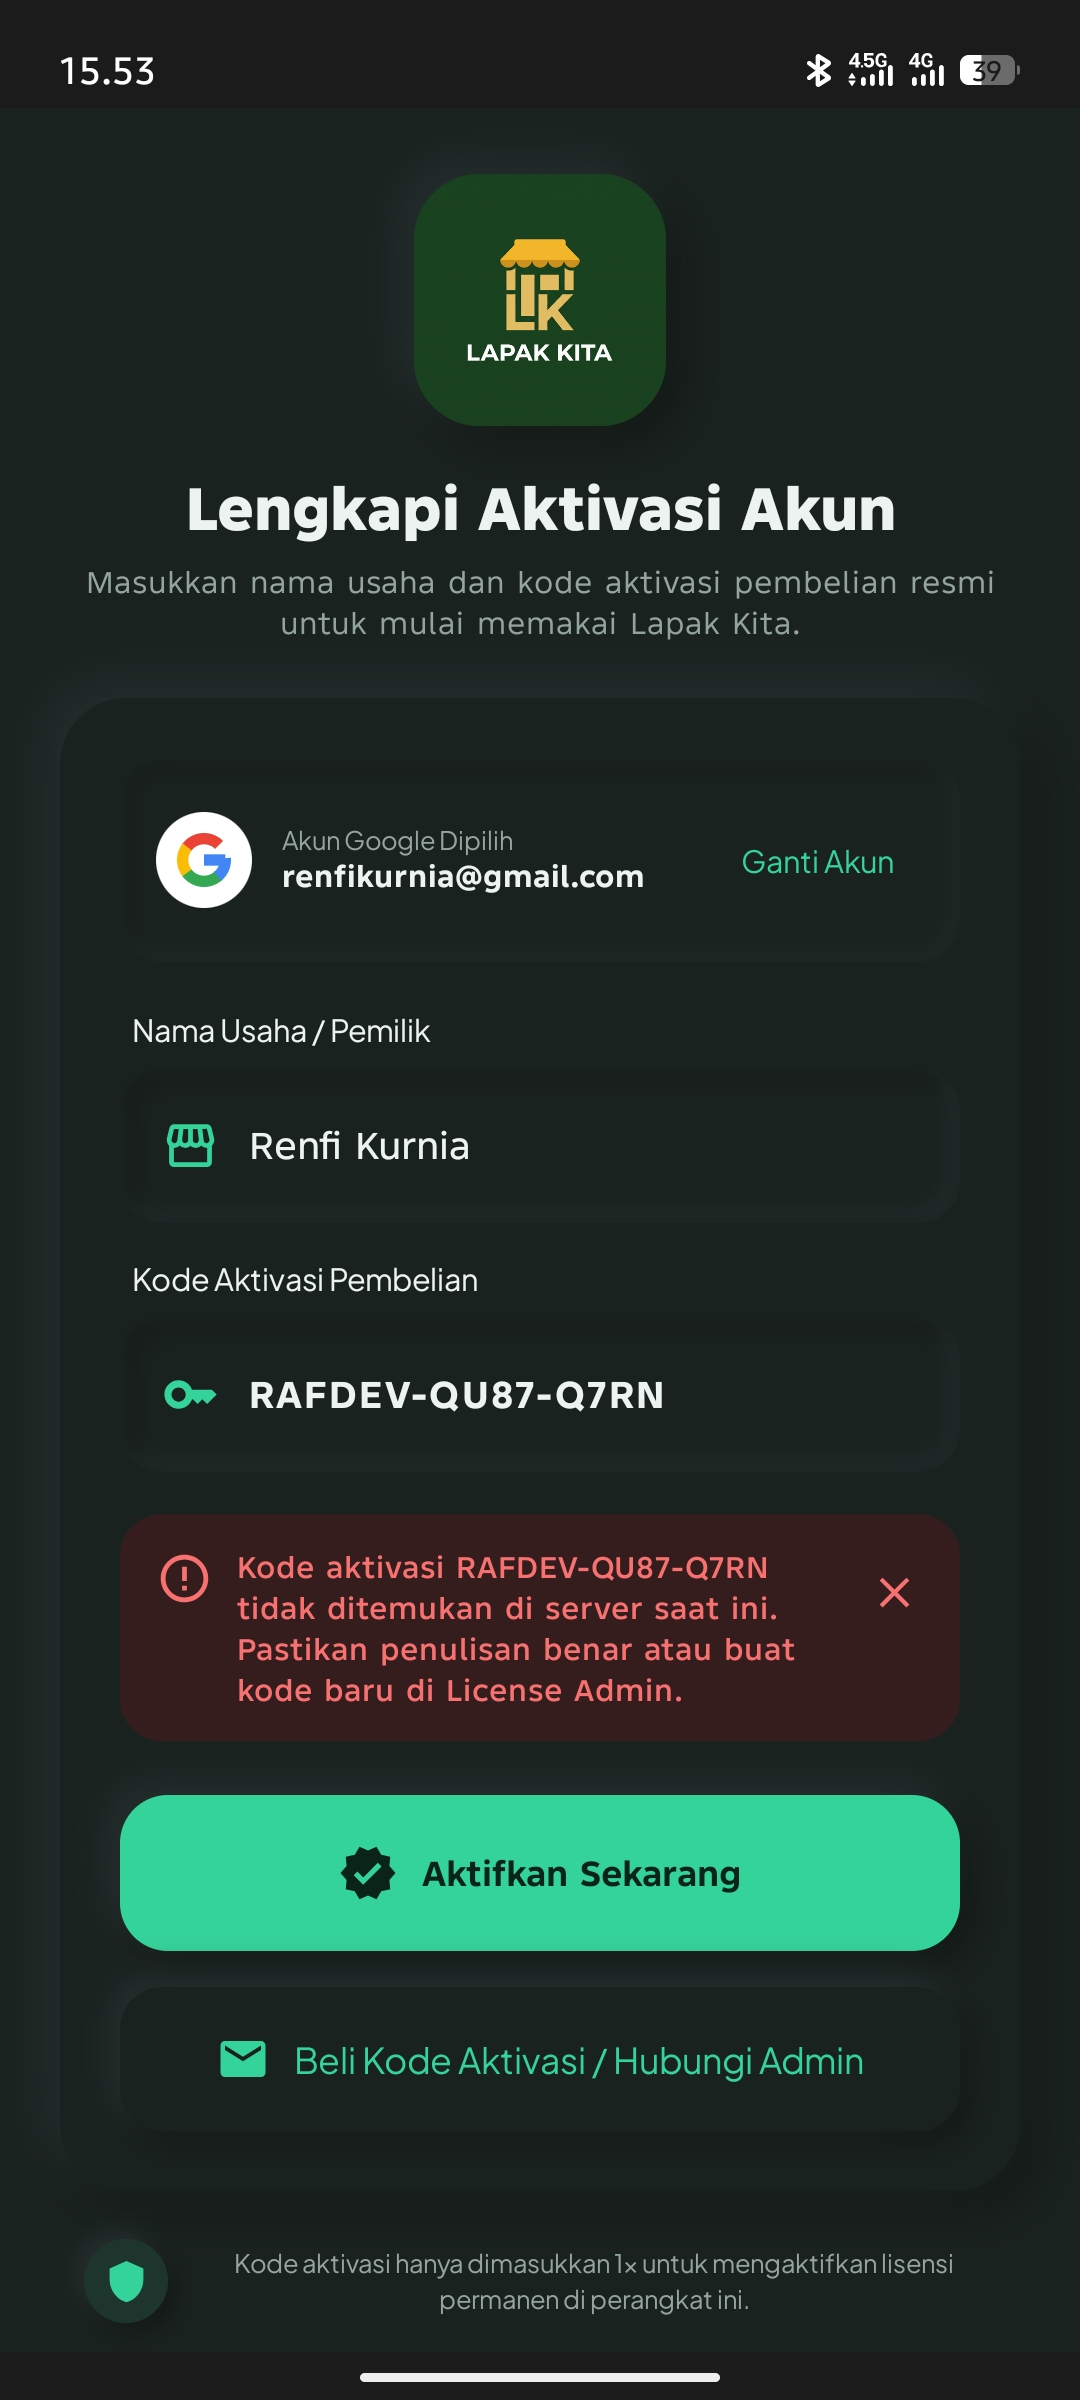 15.53
4.5G 4G 39
LK
LAPAK KITA
Lengkapi Aktivasi Akun
Masukkan nama usaha dan kode aktivasi pembelian resmi
untuk mulai memakai Lapak Kita.
Akun Google Dipilih
renfikurnia@gmail.com
Ganti Akun
Nama Usaha / Pemilik
Renfi Kurnia
Kode Aktivasi Pembelian
RAFDEV-QU87-Q7RN
Kode aktivasi RAFDEV-QU87-Q7RN
tidak ditemukan di server saat ini.
Pastikan penulisan benar atau buat
kode baru di License Admin.
Aktifkan Sekarang
Beli Kode Aktivasi / Hubungi Admin
Kode aktivasi hanya dimasukkan 1x untuk mengaktifkan lisensi
permanen di perangkat ini.